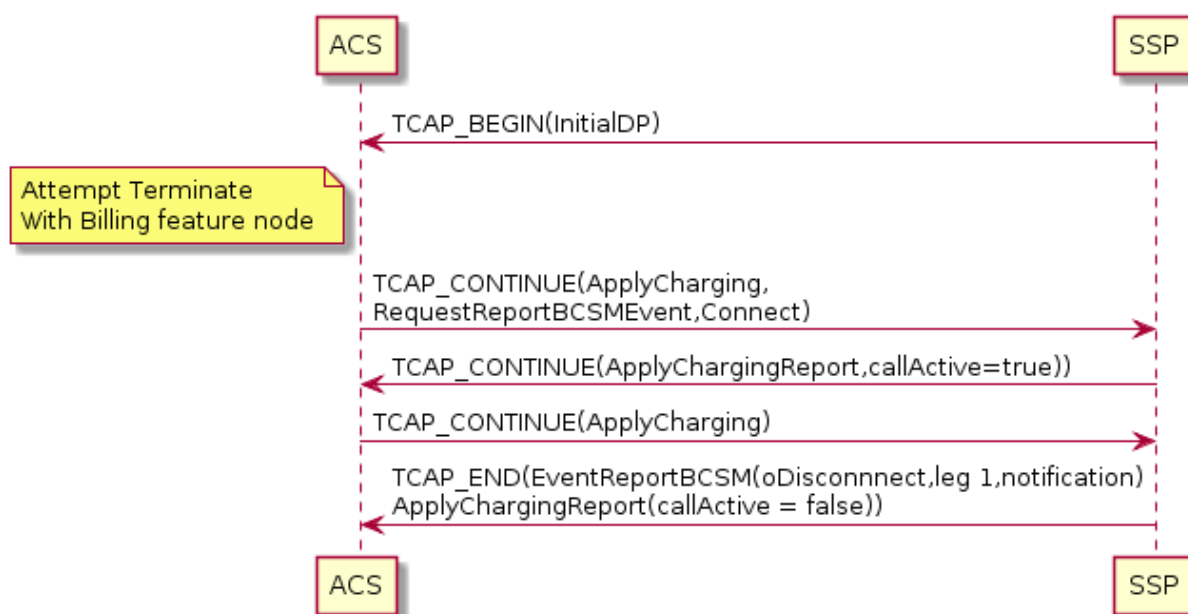 ACS SSP
TCAP_BEGIN(InitialDP)
Attempt Terminate
With Billing feature node
TCAP_CONTINUE(ApplyCharging,
RequestReportBCSMEvent,Connect)
TCAP_CONTINUE(ApplyChargingReport,callActive=true))
TCAP_CONTINUE(ApplyCharging)
TCAP_END(EventReportBCSM(oDisconnnect,leg 1,notification)
ApplyChargingReport(callActive = false))
ACS SSP